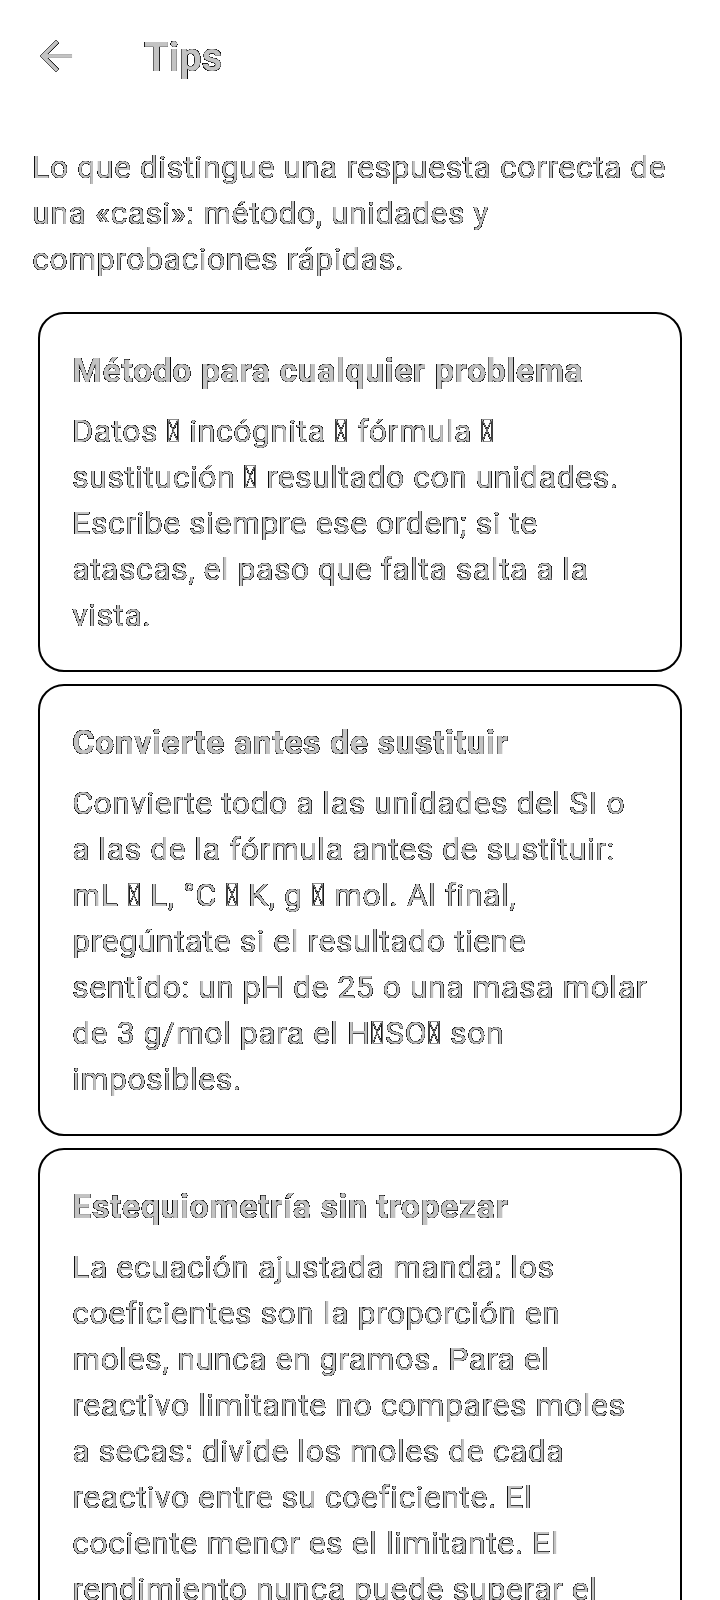 Tips
Lo que distingue una respuesta correcta de
una «casi»: método, unidades y
comprobaciones rápidas.
Método para cualquier problema
Datos incógnita fórmula
sustitución resultado con unidades.
Escribe siempre ese orden; si te
atascas, el paso que falta salta a la
vista.
Convierte antes de sustituir
Convierte todo a las unidades del SI o
a las de la fórmula antes de sustituir:
mL L, °C K, g mol. Al final,
pregúntate si el resultado tiene
sentido: un pH de 25 o una masa molar
de 3 g/mol para el H SO son
imposibles.
Estequiometría sin tropezar
La ecuación ajustada manda: los
coeficientes son la proporción en
moles, nunca en gramos. Para el
reactivo limitante no compares moles
a secas: divide los moles de cada
reactivo entre su coeficiente. El
cociente menor es el limitante. El
rendimiento nunca puede superar el